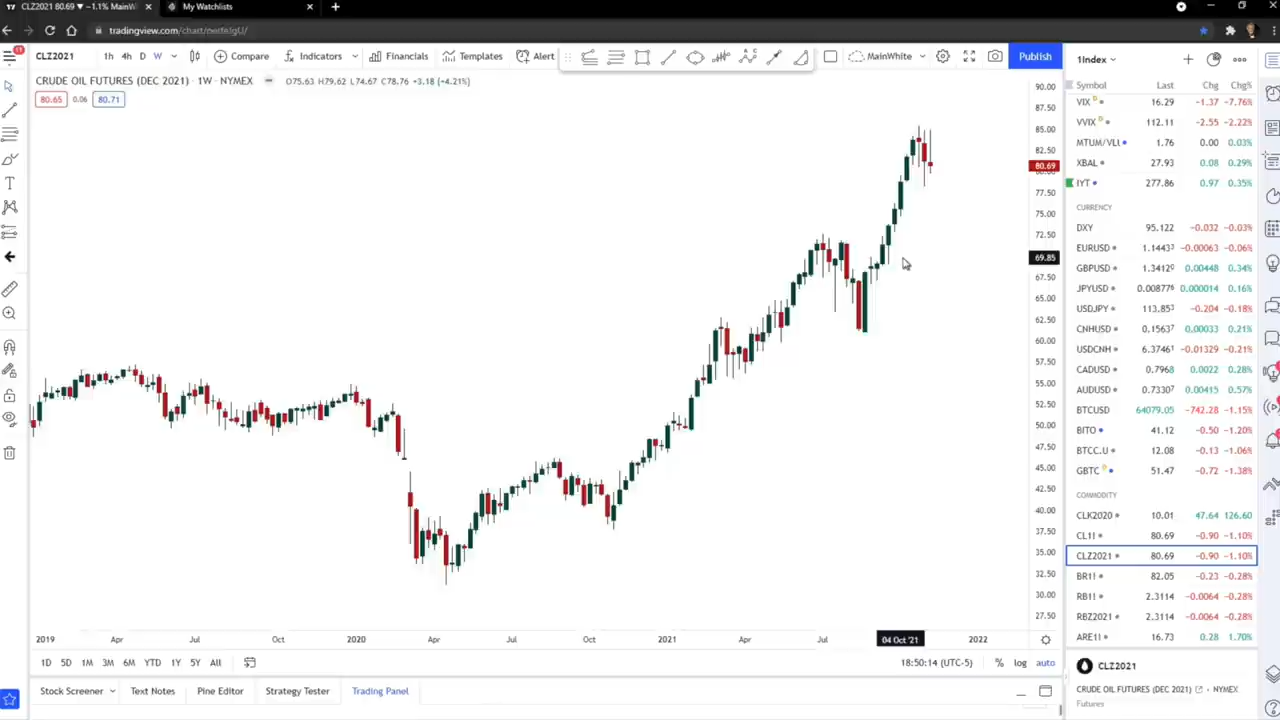 CLZ2021 80.69 ▼ −1.1% MainW
My Watchlists
CLZ2021 1h 4h D W Compare Indicators Financials Templates Alert MainWhite Publish
CRUDE OIL FUTURES (DEC 2021) · 1W · NYMEX O75.63 H79.62 L74.67 C78.76 +3.18 (+4.21%)
80.65 0.06 80.71
90.00
87.50
85.00
82.50
80.69
77.50
75.00
72.50
69.85
67.50
65.00
62.50
60.00
57.50
55.00
52.50
50.00
47.50
45.00
42.50
40.00
37.50
35.00
32.50
30.00
27.50
2019 Apr Jul Oct 2020 Apr Jul Oct 2021 Apr Jul 04 Oct '21 2022
1D 5D 1M 3M 6M YTD 1Y 5Y All 18:50:14 (UTC-5) % log auto
Stock Screener Text Notes Pine Editor Strategy Tester Trading Panel
1Index
Symbol Last Chg Chg%
VIX 16.29 −1.37 −7.76%
VVIX 112.11 −2.55 −2.22%
MTUM/VLU 1.76 0.00 0.03%
XBAL 27.93 0.08 0.29%
IYT 277.86 0.97 0.35%
CURRENCY
DXY 95.122 −0.032 −0.03%
EURUSD 1.14433 −0.00063 −0.06%
GBPUSD 1.3412 0.00448 0.34%
JPYUSD 0.00877 0.000014 0.16%
USDJPY 113.853 −0.204 −0.18%
CNHUSD 0.15637 0.00033 0.21%
USDCNH 6.3746 −0.01329 −0.21%
CADUSD 0.7968 0.0022 0.28%
AUDUSD 0.73307 0.00415 0.57%
BTCUSD 64079.05 −742.28 −1.15%
BITO 41.12 −0.50 −1.20%
BTCC.U 12.08 −0.13 −1.06%
GBTC 51.47 −0.72 −1.38%
COMMODITY
CLK2020 10.01 47.64 126.60
CL1! 80.69 −0.90 −1.10%
CLZ2021 80.69 −0.90 −1.10%
BR1! 82.05 −0.23 −0.28%
RB1! 2.3114 −0.0064 −0.28%
RBZ2021 2.3114 −0.0064 −0.28%
ARE1! 16.73 0.28 1.70%
CLZ2021
CRUDE OIL FUTURES (DEC 2021) · NYMEX
Futures